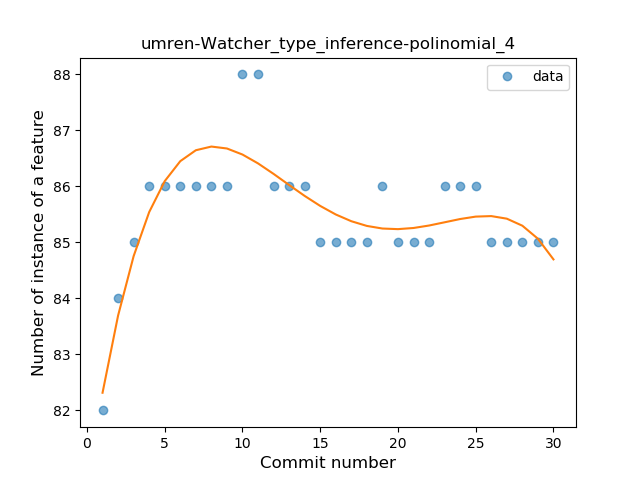 umren-Watcher_type_inference-polinomial_4
data
Number of instance of a feature
88
87
86
85
84
83
82
0 5 10 15 20 25 30
Commit number